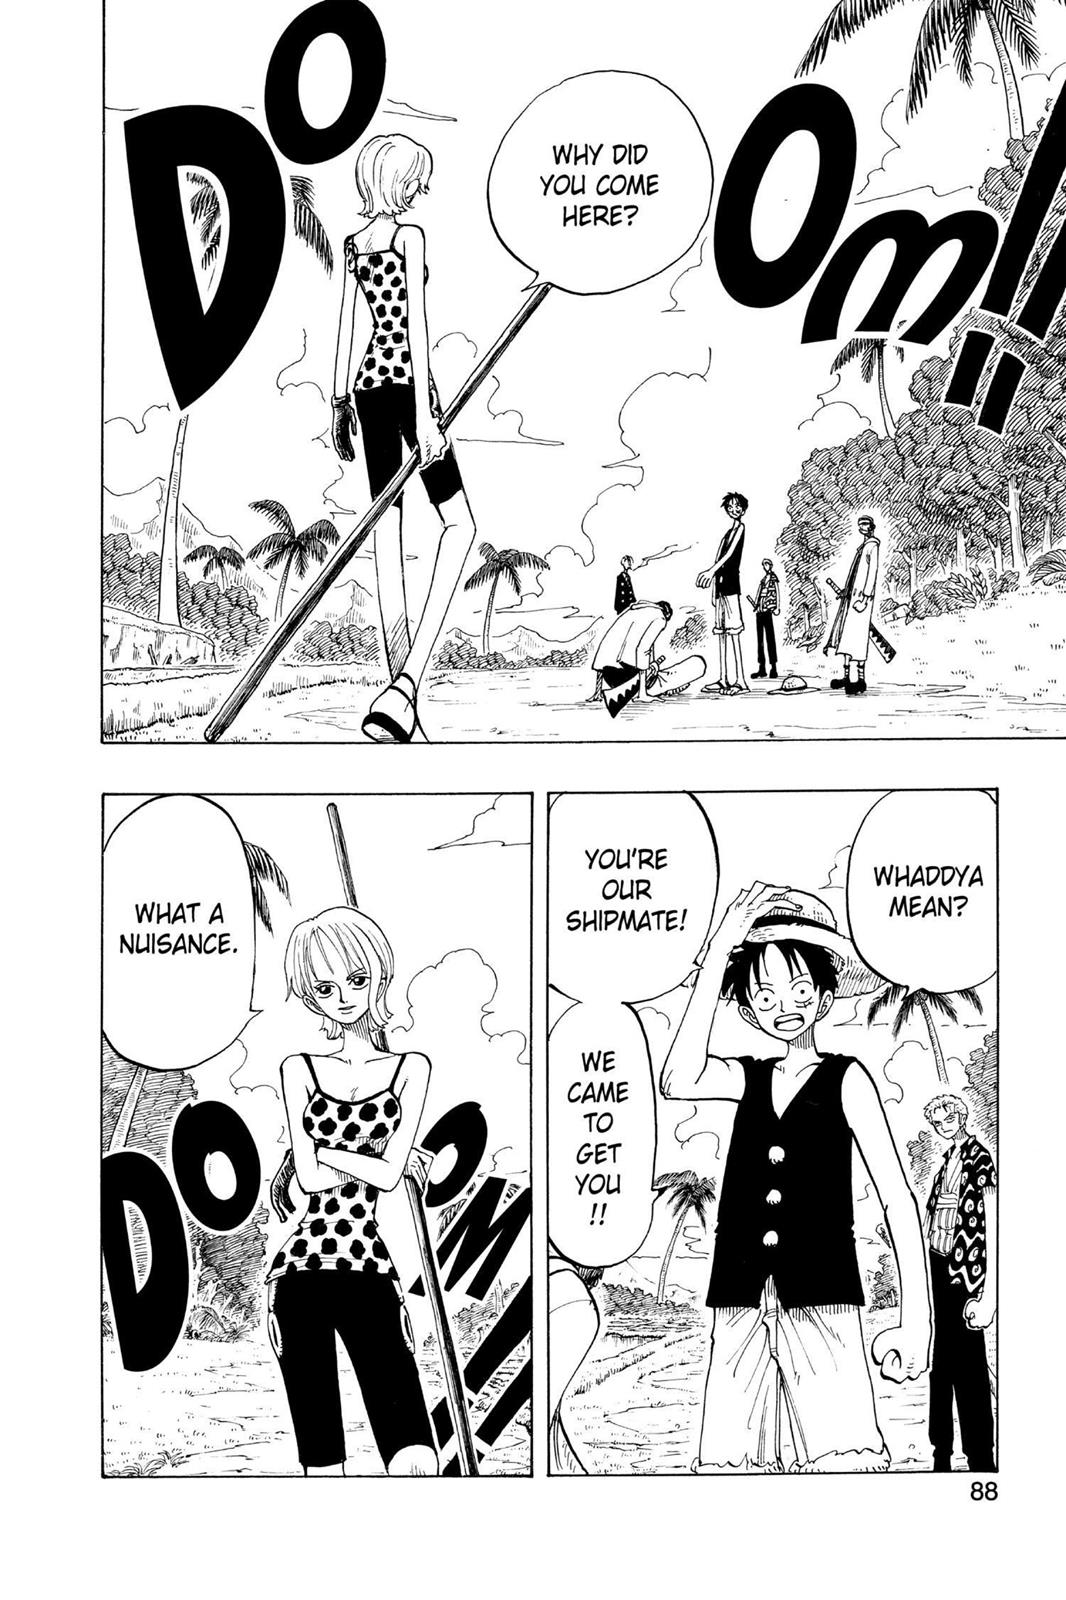 DOOM!!
WHY DID
YOU COME
HERE?
WHADDYA
MEAN?
YOU'RE
OUR
SHIPMATE!
WE
CAME
TO
GET
YOU
!!
WHAT A
NUISANCE.
DOOM!!
88